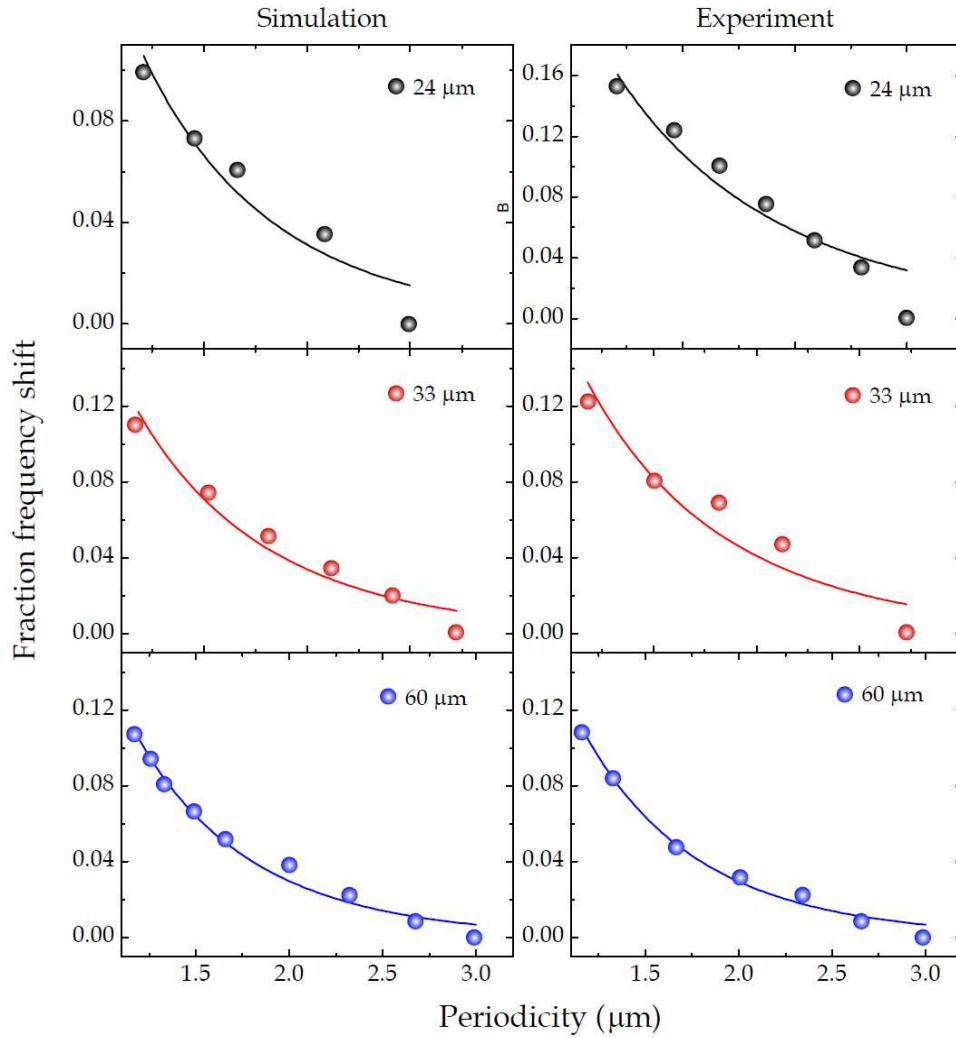 Simulation
Experiment
24 μm
0.08
0.04
0.00
24 μm
0.16
0.12
0.08
0.04
0.00
B
33 μm
0.12
0.08
0.04
0.00
33 μm
0.12
0.08
0.04
0.00
60 μm
0.12
0.08
0.04
0.00
60 μm
0.12
0.08
0.04
0.00
1.5 2.0 2.5 3.0
1.5 2.0 2.5 3.0
Fraction frequency shift
Periodicity (μm)